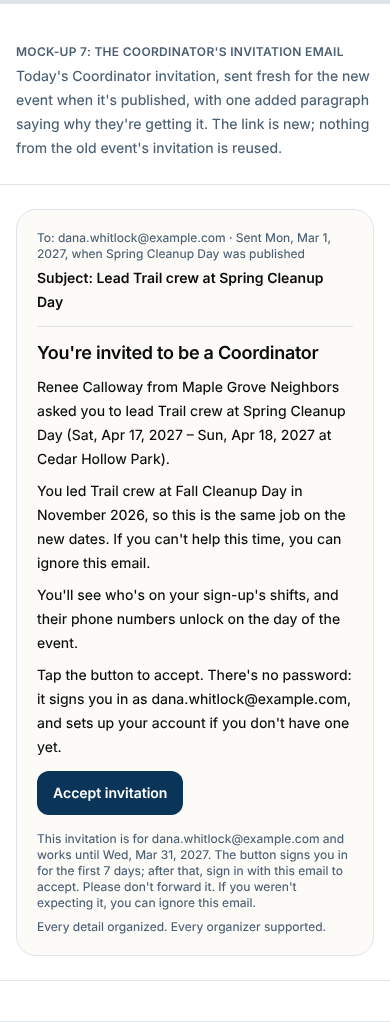 MOCK-UP 7: THE COORDINATOR'S INVITATION EMAIL
Today's Coordinator invitation, sent fresh for the new
event when it's published, with one added paragraph
saying why they're getting it. The link is new; nothing
from the old event's invitation is reused.
To: dana.whitlock@example.com · Sent Mon, Mar 1,
2027, when Spring Cleanup Day was published
Subject: Lead Trail crew at Spring Cleanup
Day
You're invited to be a Coordinator
Renee Calloway from Maple Grove Neighbors
asked you to lead Trail crew at Spring Cleanup
Day (Sat, Apr 17, 2027 – Sun, Apr 18, 2027 at
Cedar Hollow Park).
You led Trail crew at Fall Cleanup Day in
November 2026, so this is the same job on the
new dates. If you can't help this time, you can
ignore this email.
You'll see who's on your sign-up's shifts, and
their phone numbers unlock on the day of the
event.
Tap the button to accept. There's no password:
it signs you in as dana.whitlock@example.com,
and sets up your account if you don't have one
yet.
Accept invitation
This invitation is for dana.whitlock@example.com and
works until Wed, Mar 31, 2027. The button signs you in
for the first 7 days; after that, sign in with this email to
accept. Please don't forward it. If you weren't
expecting it, you can ignore this email.
Every detail organized. Every organizer supported.